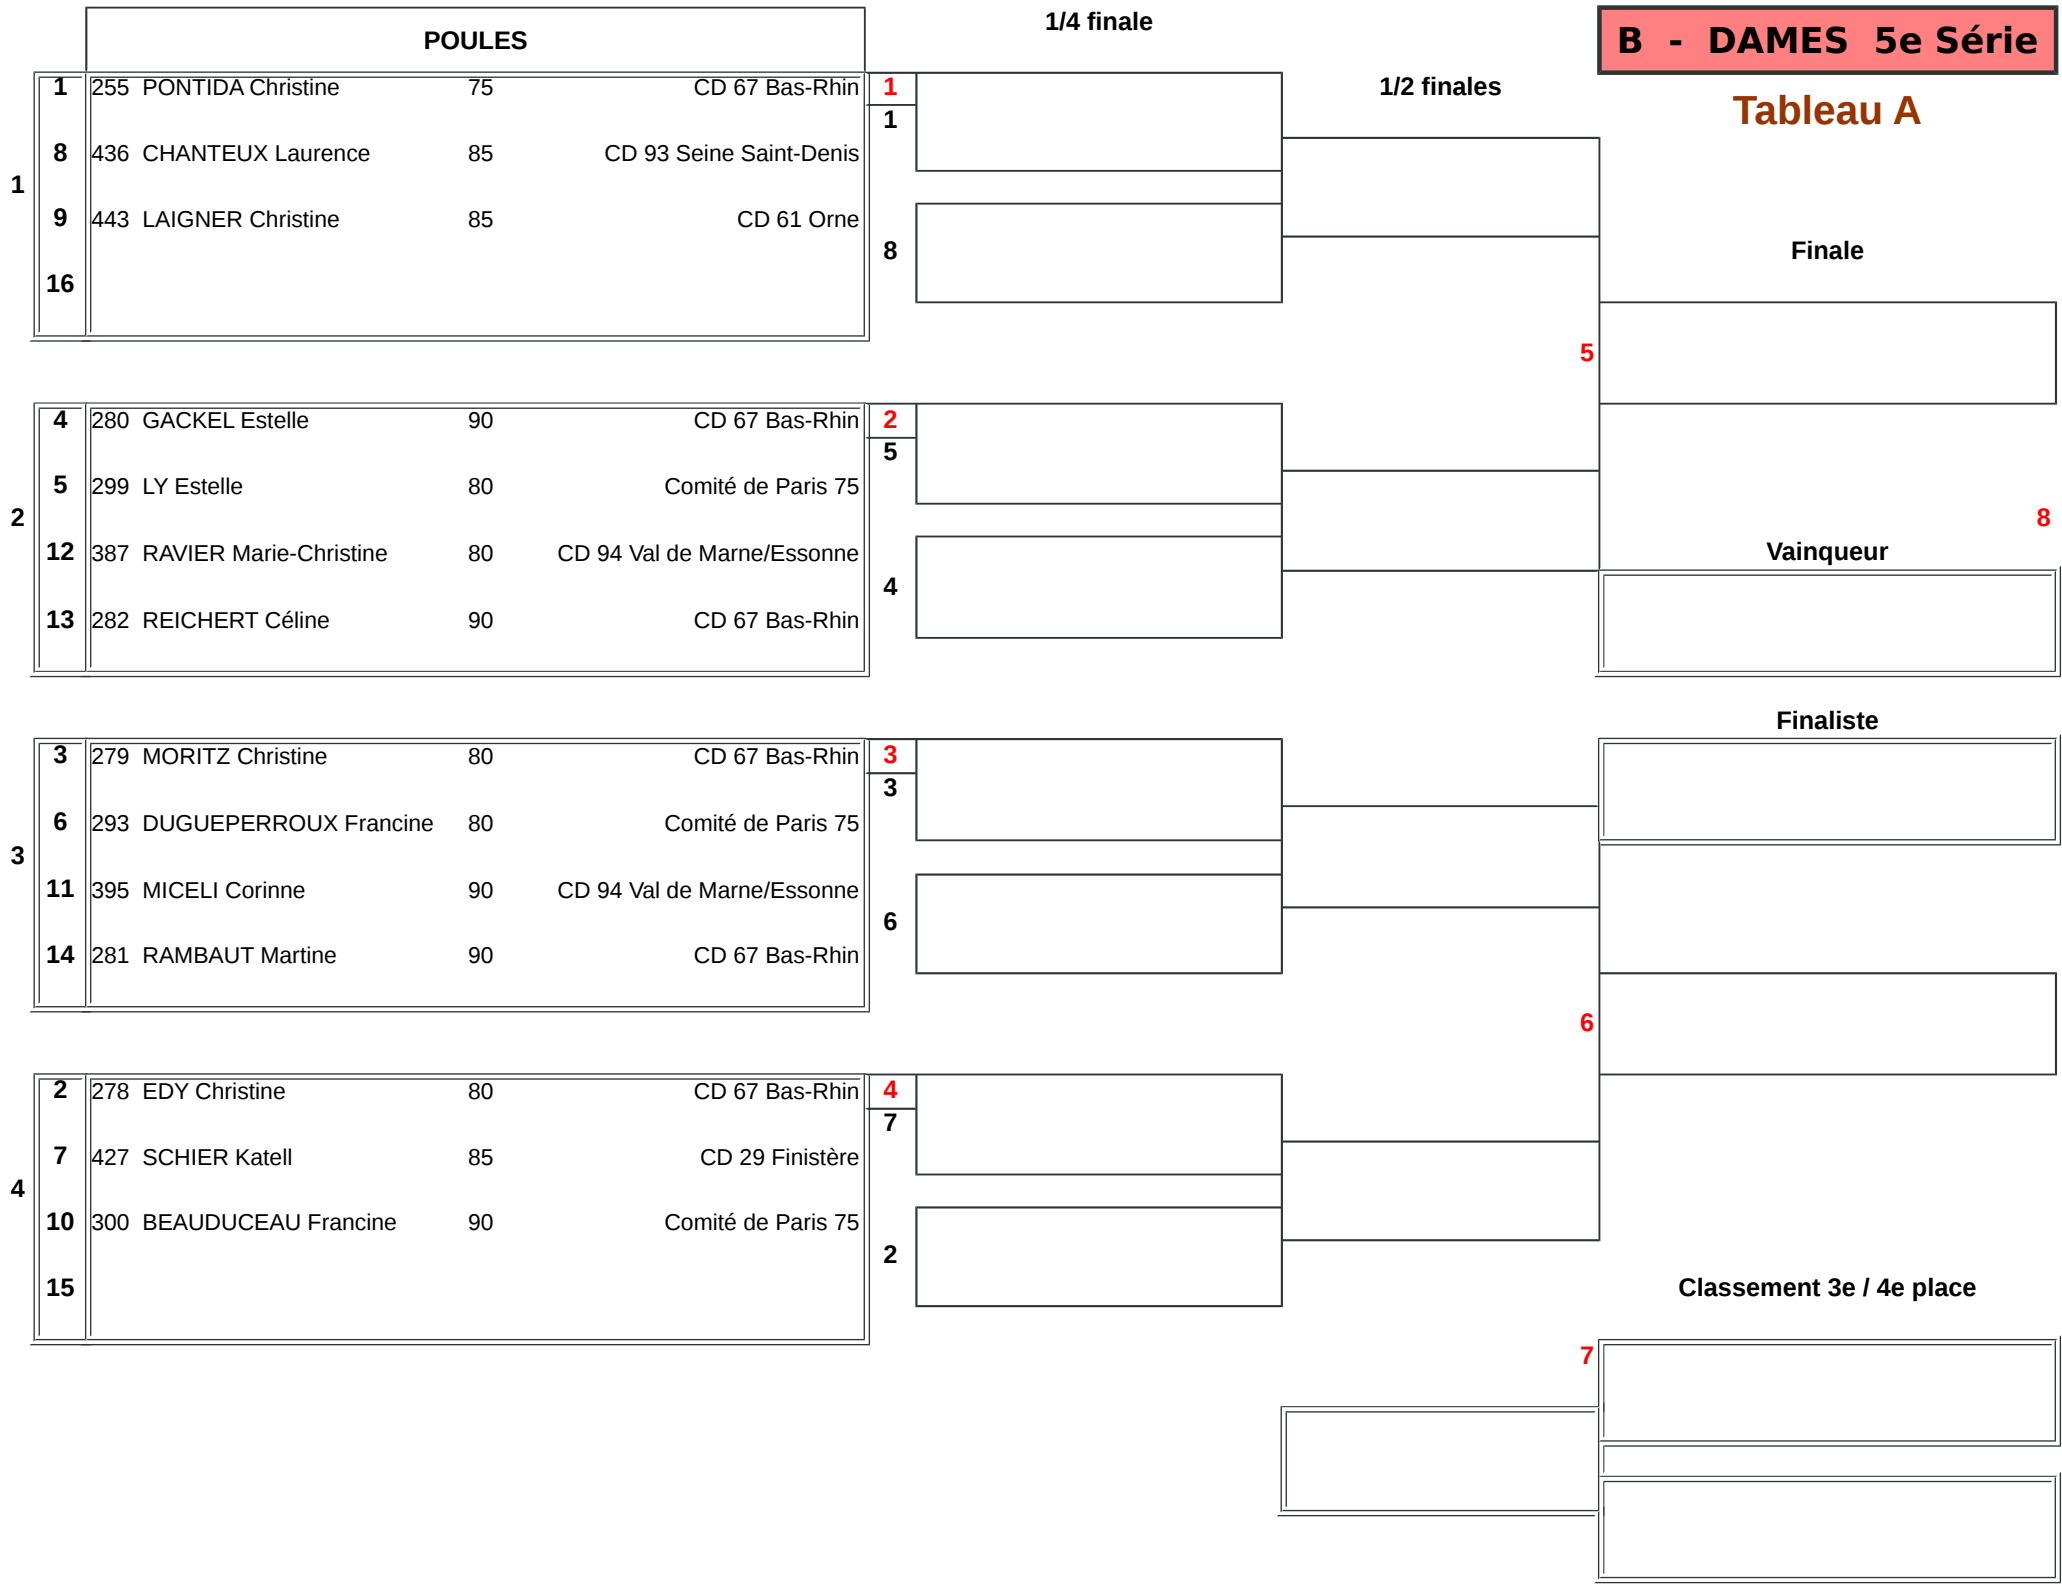 POULES
1/4 finale
B - DAMES 5e Série
1/2 finales
Tableau A
1
1 255 PONTIDA Christine 75 CD 67 Bas-Rhin
8 436 CHANTEUX Laurence 85 CD 93 Seine Saint-Denis
9 443 LAIGNER Christine 85 CD 61 Orne
16
1
1
8
Finale
5
2
4 280 GACKEL Estelle 90 CD 67 Bas-Rhin
5 299 LY Estelle 80 Comité de Paris 75
12 387 RAVIER Marie-Christine 80 CD 94 Val de Marne/Essonne
13 282 REICHERT Céline 90 CD 67 Bas-Rhin
2
5
4
8
Vainqueur
Finaliste
3
3 279 MORITZ Christine 80 CD 67 Bas-Rhin
6 293 DUGUEPERROUX Francine 80 Comité de Paris 75
11 395 MICELI Corinne 90 CD 94 Val de Marne/Essonne
14 281 RAMBAUT Martine 90 CD 67 Bas-Rhin
3
3
6
6
4
2 278 EDY Christine 80 CD 67 Bas-Rhin
7 427 SCHIER Katell 85 CD 29 Finistère
10 300 BEAUDUCEAU Francine 90 Comité de Paris 75
15
4
7
2
Classement 3e / 4e place
7